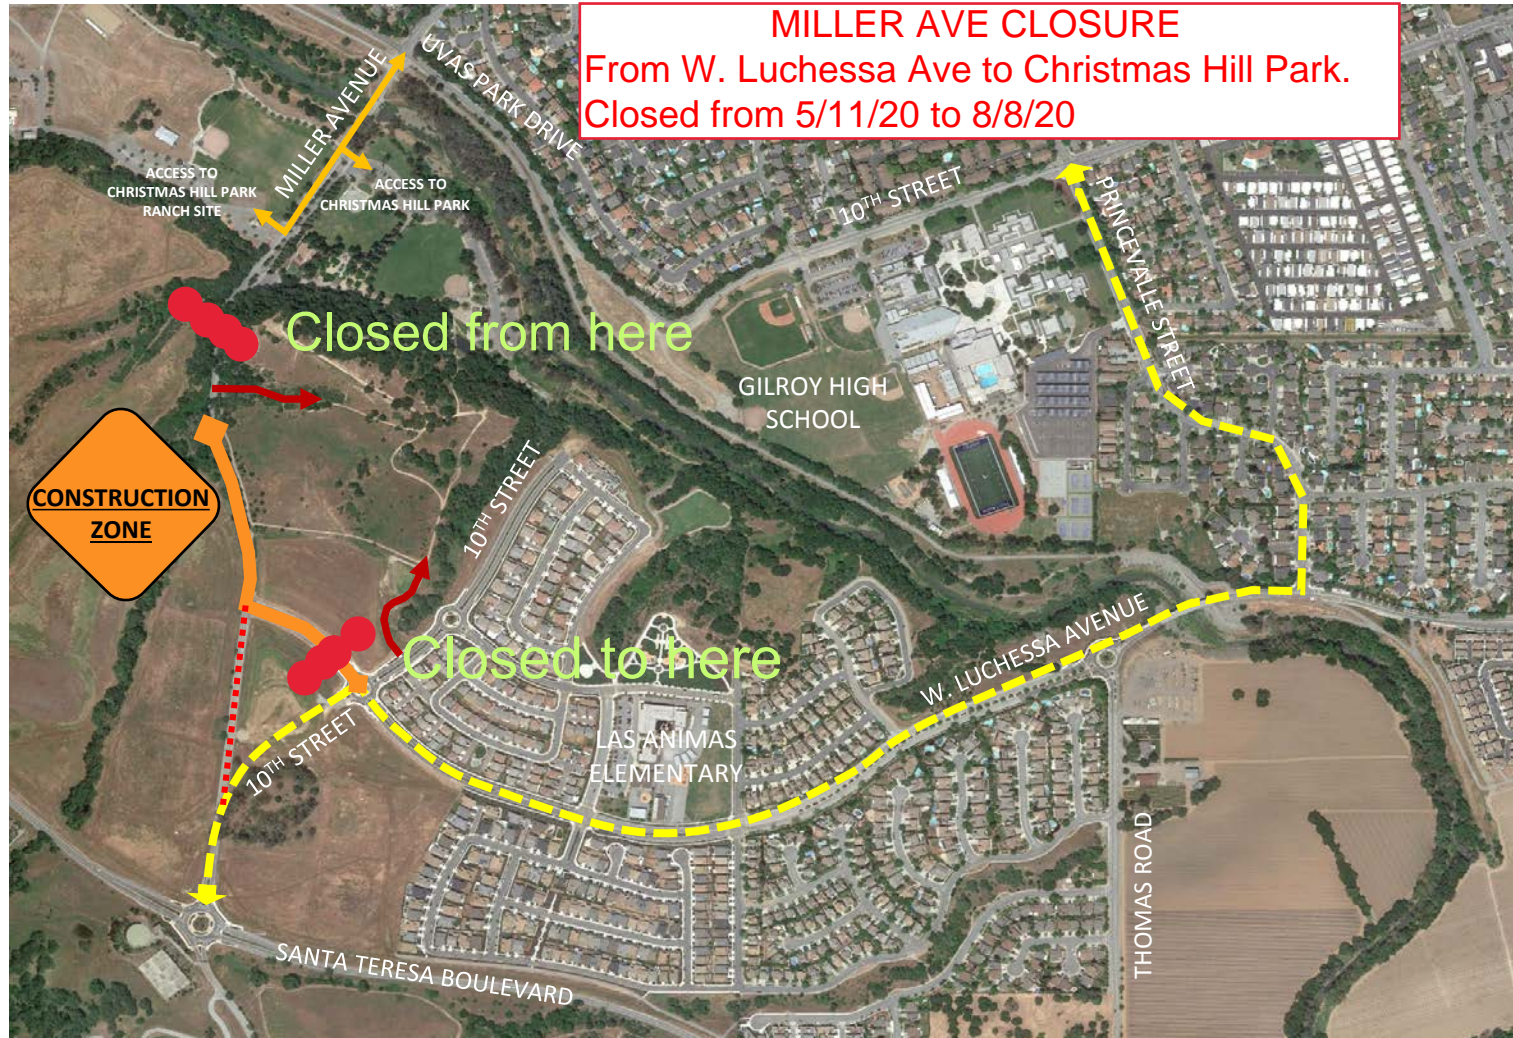 MILLER AVE CLOSURE
From W. Luchessa Ave to Christmas Hill Park.
Closed from 5/11/20 to 8/8/20
MILLER AVENUE
UVAS PARK DRIVE
ACCESS TO
CHRISTMAS HILL PARK
RANCH SITE
ACCESS TO
CHRISTMAS HILL PARK
10TH STREET
PRINCEVALLE STREET
Closed from here
GILROY HIGH
SCHOOL
CONSTRUCTION
ZONE
10TH STREET
Closed to here
W. LUCHESSA AVENUE
10TH STREET
LAS ANIMAS
ELEMENTARY
THOMAS ROAD
SANTA TERESA BOULEVARD